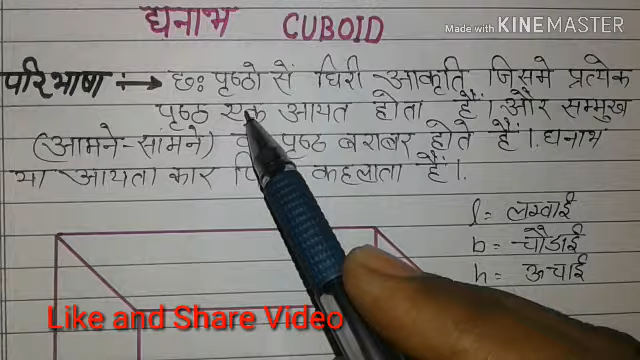 घनाभ CUBOID
Made with KINEMASTER
परिभाषा :→ छः पृष्ठो सें घिरी आकृति जिसमे प्रत्येक
पृष्ठ एक आयत होता हैं। और सम्मुख
(आमने-सांमने) पृष्ठ बराबर होते हैं। घनाभ
या आयता कार कहलाता हैं।
l = लम्बाई
b = चौडाई
h = ऊचाई
Like and Share Video